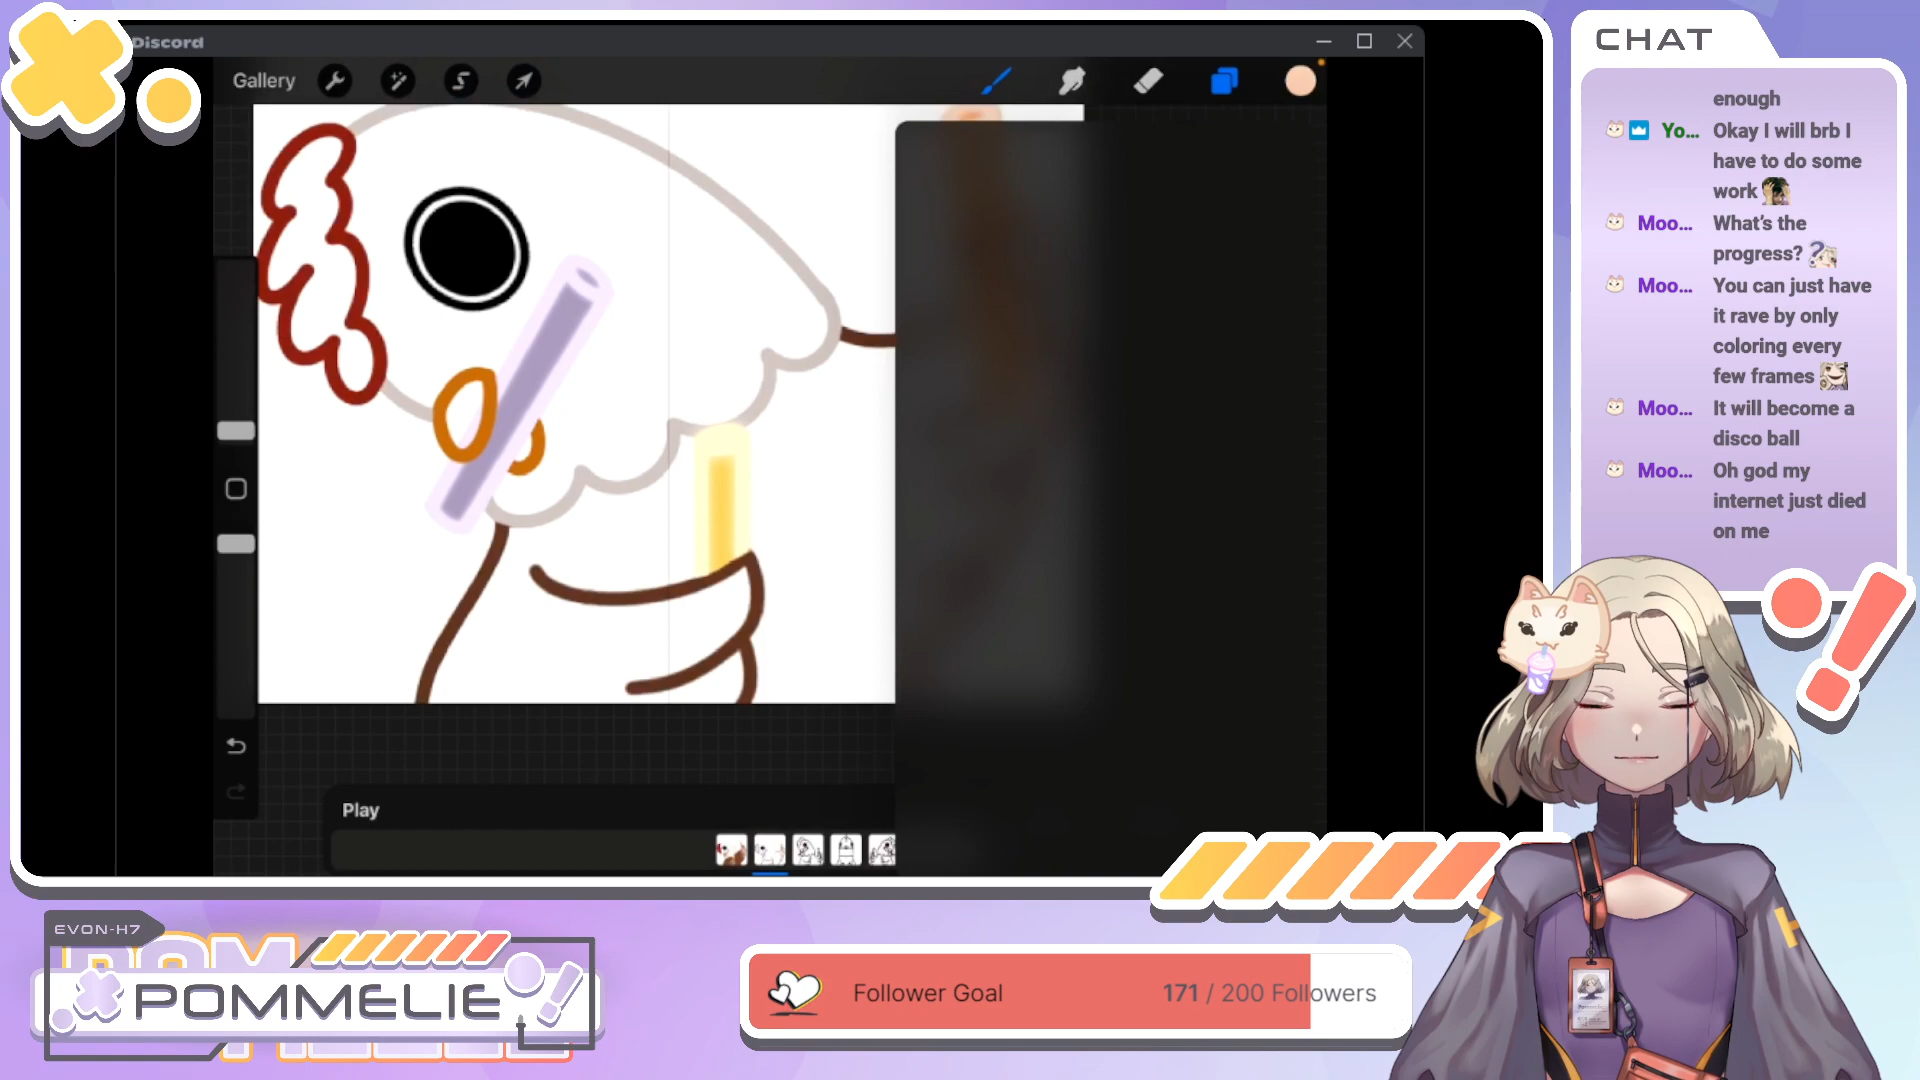 Discord
Gallery
Play
CHAT
enough
Yo... Okay I will brb I
have to do some
work
Moo... What's the
progress?
Moo... You can just have
it rave by only
coloring every
few frames
Moo... It will become a
disco ball
Moo... Oh god my
internet just died
on me
EVON-H7
POMMELIE
Follower Goal
171 / 200 Followers